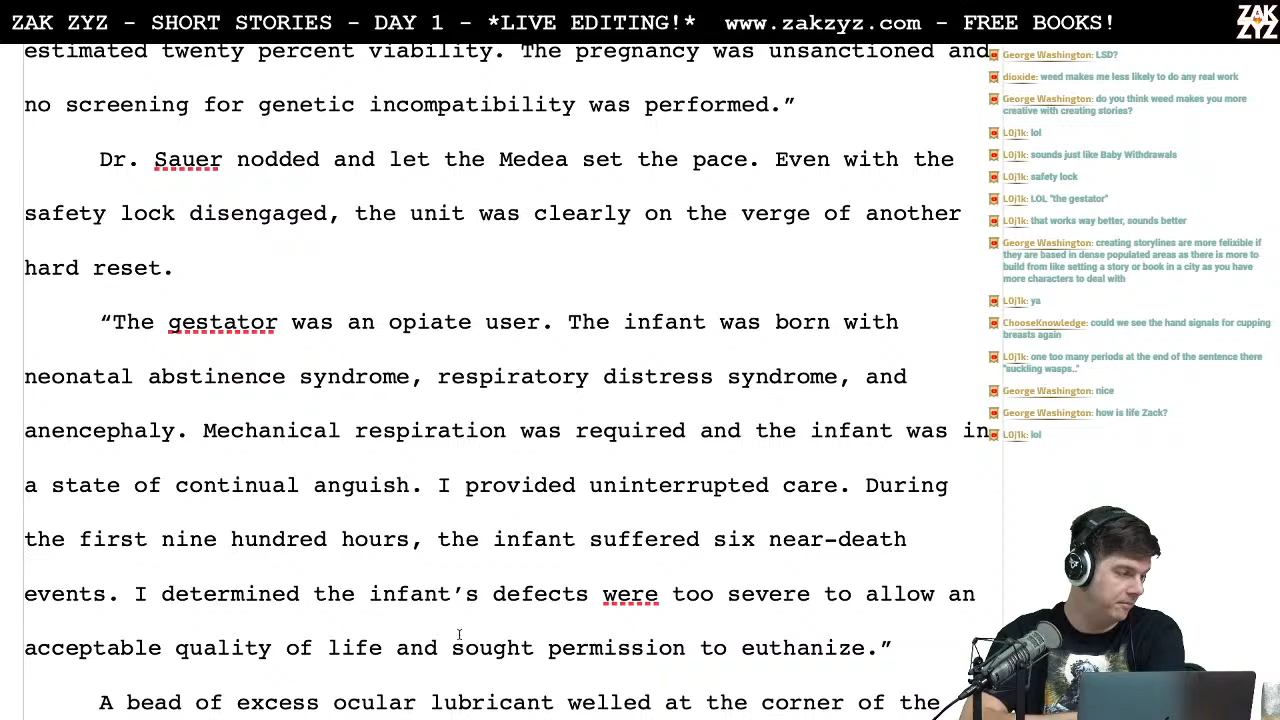 ZAK ZYZ - SHORT STORIES - DAY 1 - *LIVE EDITING!* www.zakzyz.com - FREE BOOKS!
ZAK
ZYZ
estimated twenty percent viability. The pregnancy was unsanctioned and
no screening for genetic incompatibility was performed.”
Dr. Sauer nodded and let the Medea set the pace. Even with the
safety lock disengaged, the unit was clearly on the verge of another
hard reset.
“The gestator was an opiate user. The infant was born with
neonatal abstinence syndrome, respiratory distress syndrome, and
anencephaly. Mechanical respiration was required and the infant was in
a state of continual anguish. I provided uninterrupted care. During
the first nine hundred hours, the infant suffered six near-death
events. I determined the infant’s defects were too severe to allow an
acceptable quality of life and sought permission to euthanize.”
A bead of excess ocular lubricant welled at the corner of the
George Washington: LSD?
dioxide: weed makes me less likely to do any real work
George Washington: do you think weed makes you more
creative with creating stories?
L0j1k: lol
L0j1k: sounds just like Baby Withdrawals
L0j1k: safety lock
L0j1k: LOL "the gestator"
L0j1k: that works way better, sounds better
George Washington: creating storylines are more felixible if
they are based in dense populated areas as there is more to
build from like setting a story or book in a city as you have
more characters to deal with
L0j1k: ya
ChooseKnowledge: could we see the hand signals for cupping
breasts again
L0j1k: one too many periods at the end of the sentence there
"suckling wasps.."
George Washington: nice
George Washington: how is life Zack?
L0j1k: lol